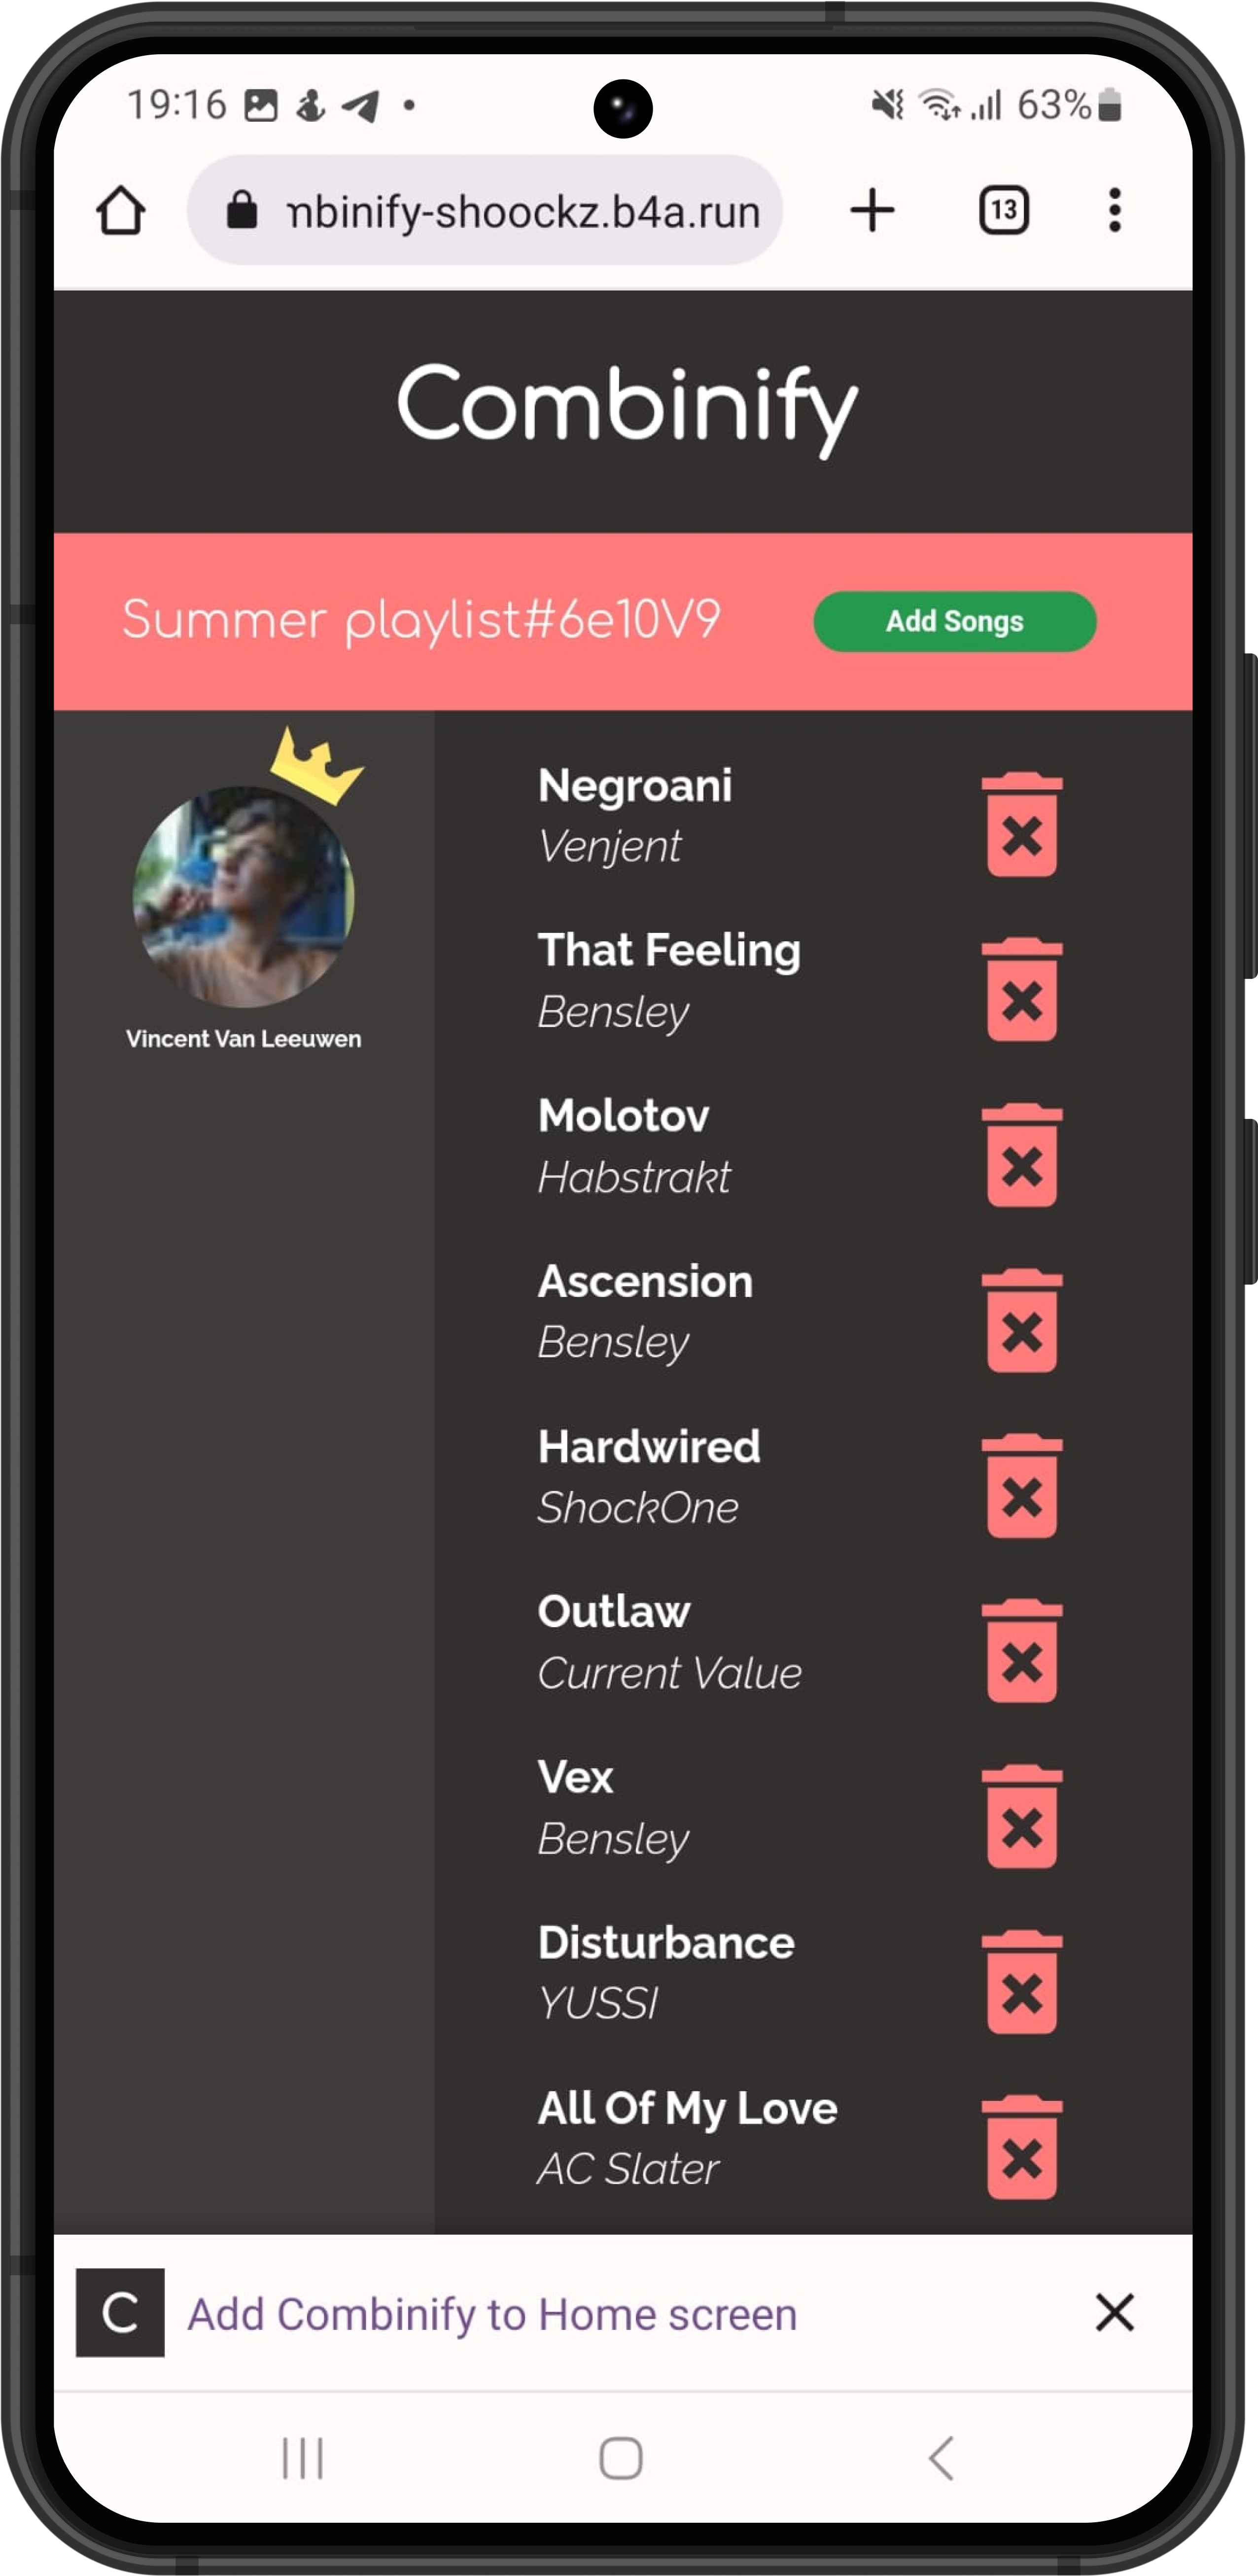 19:16
63%
mbinify-shoockz.b4a.run
13
Combinify
Summer playlist#6e10V9
Add Songs
Vincent Van Leeuwen
Negroani
Venjent
That Feeling
Bensley
Molotov
Habstrakt
Ascension
Bensley
Hardwired
ShockOne
Outlaw
Current Value
Vex
Bensley
Disturbance
YUSSI
All Of My Love
AC Slater
C
Add Combinify to Home screen